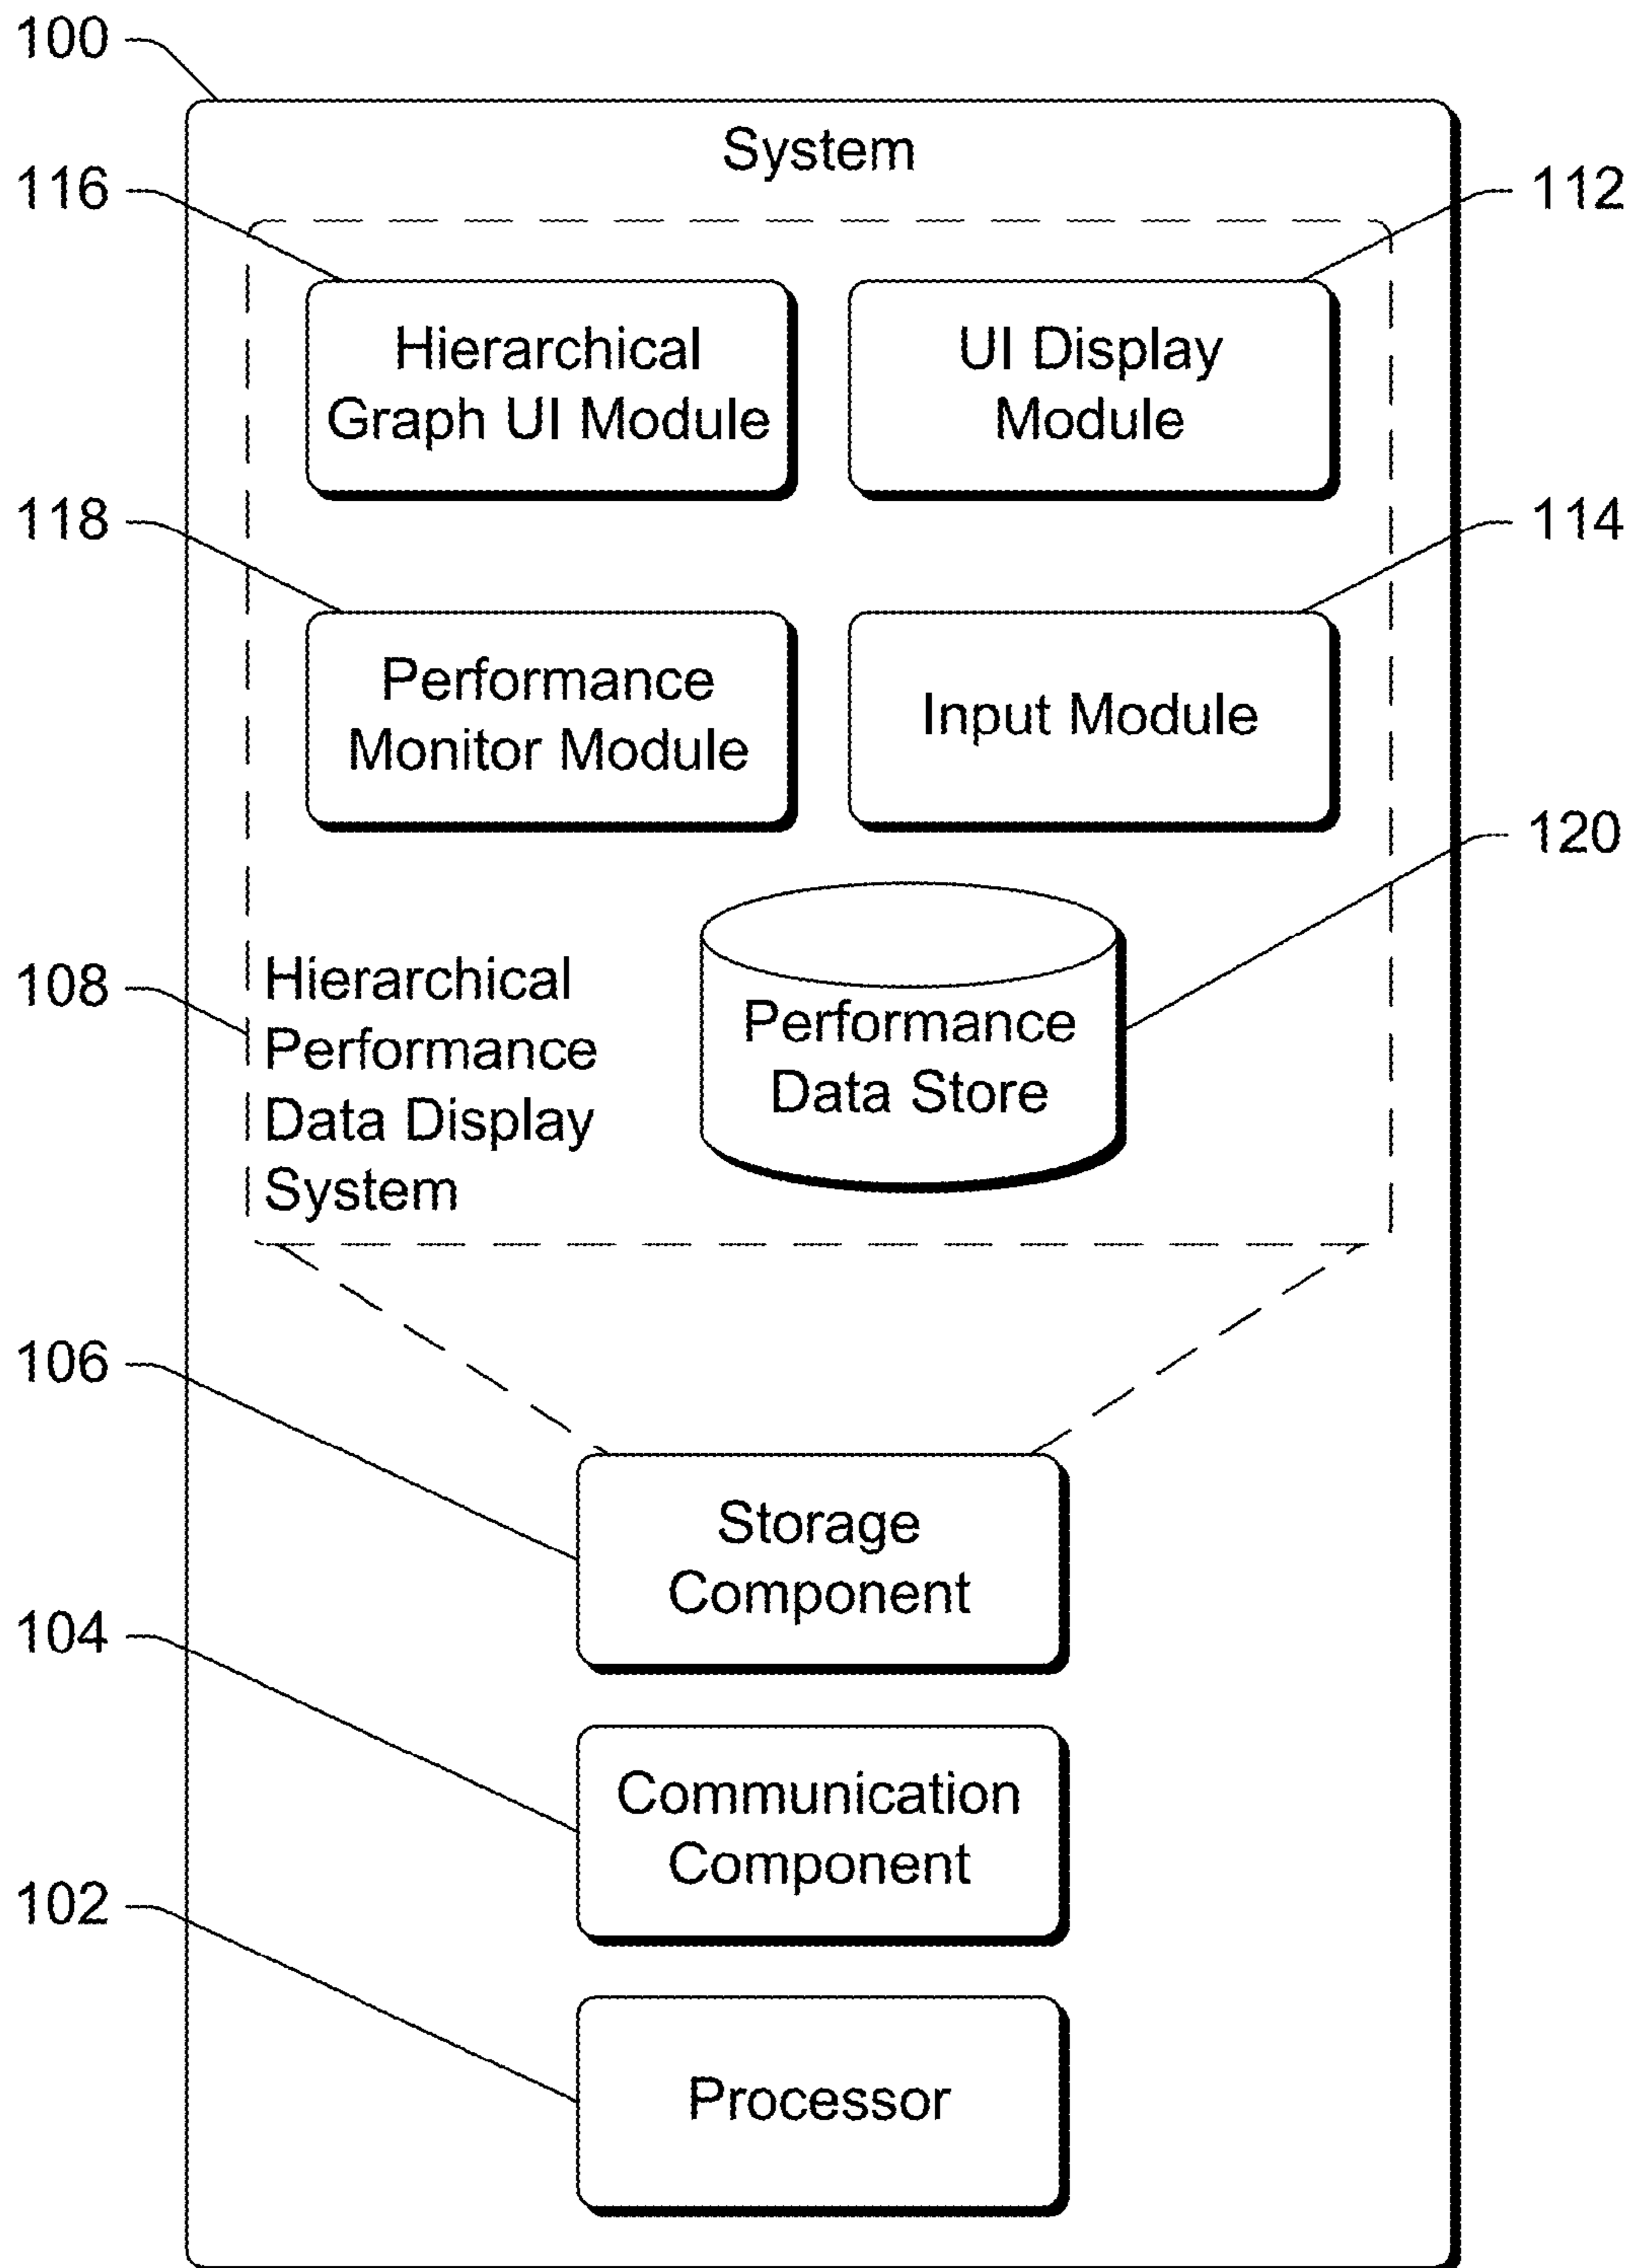 100
System
116
112
Hierarchical
Graph UI Module
UI Display
Module
118
114
Performance
Monitor Module
Input Module
120
108
Hierarchical
Performance
Data Display
System
Performance
Data Store
106
Storage
Component
104
Communication
Component
102
Processor